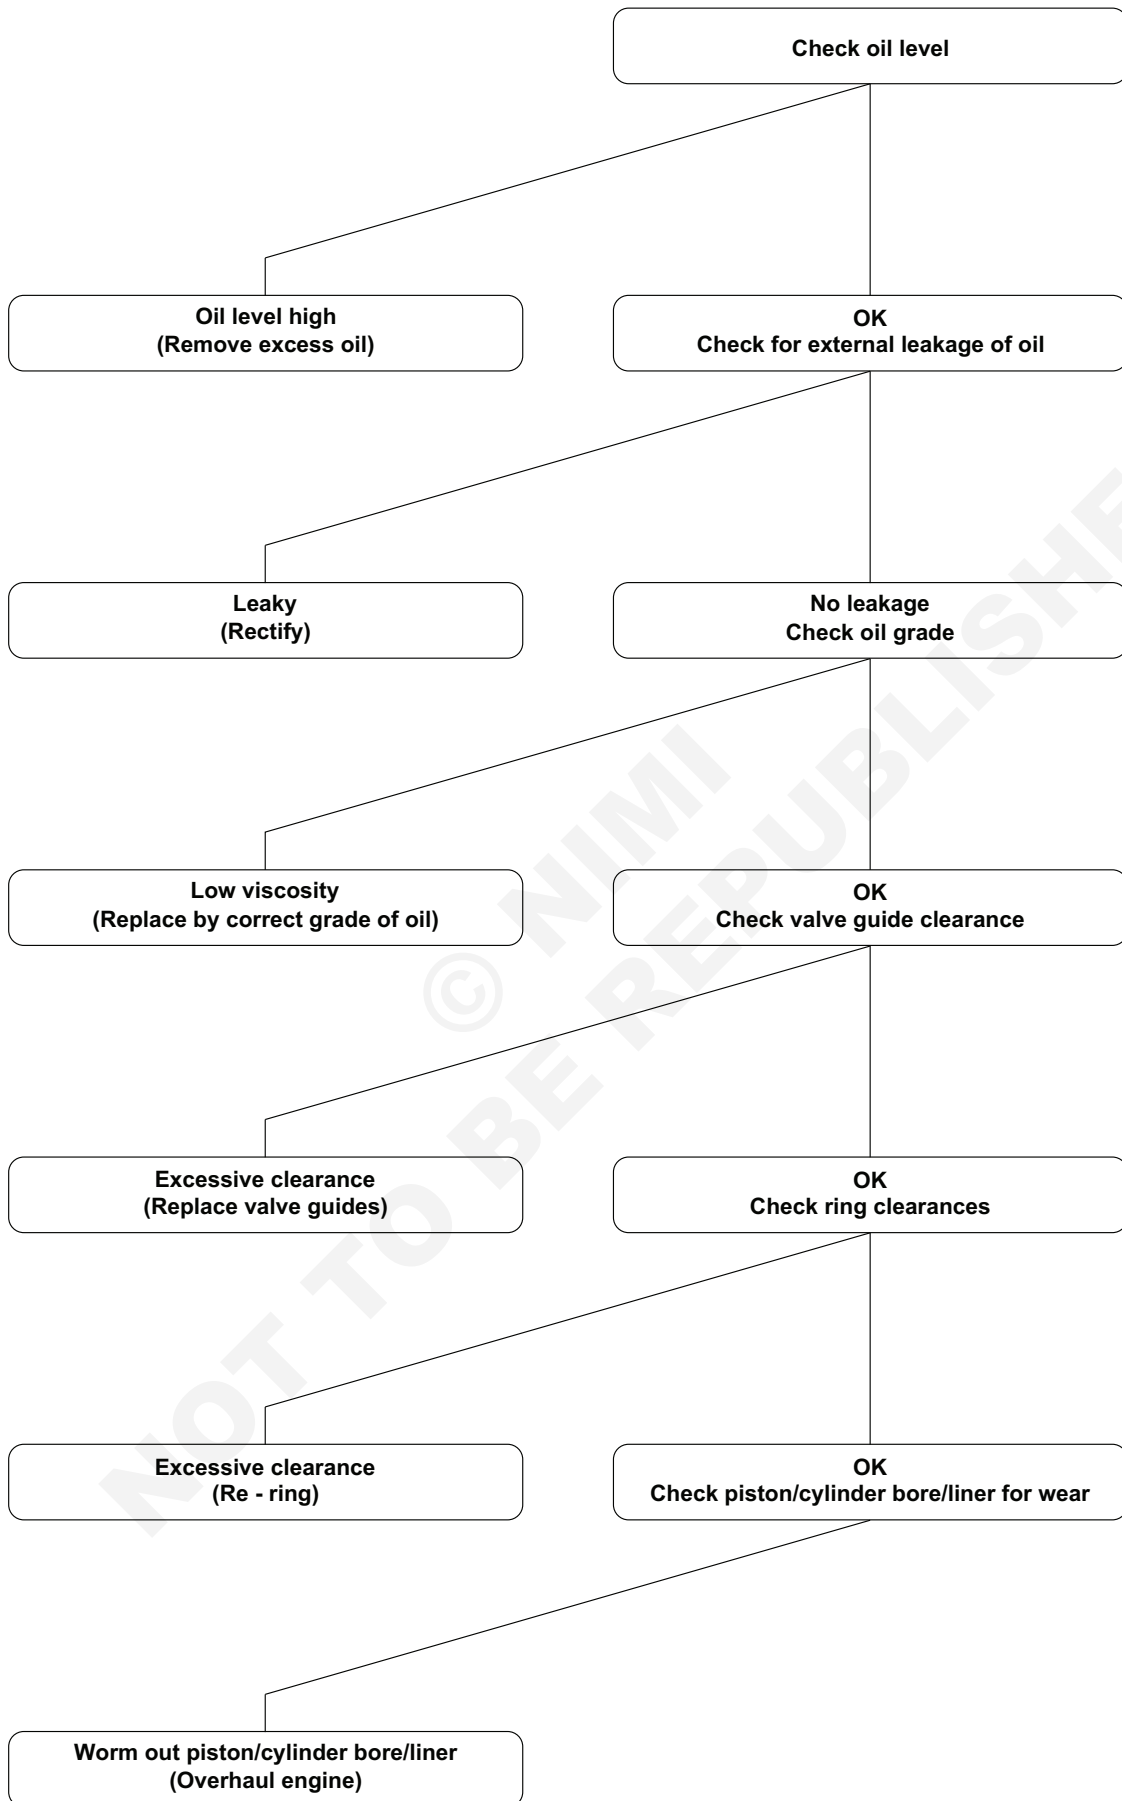 Check oil level
Oil level high
(Remove excess oil)
OK
Check for external leakage of oil
Leaky
(Rectify)
No leakage
Check oil grade
Low viscosity
(Replace by correct grade of oil)
OK
Check valve guide clearance
Excessive clearance
(Replace valve guides)
OK
Check ring clearances
Excessive clearance
(Re - ring)
OK
Check piston/cylinder bore/liner for wear
Worm out piston/cylinder bore/liner
(Overhaul engine)
© NIMI
NOT TO BE REPUBLISHE